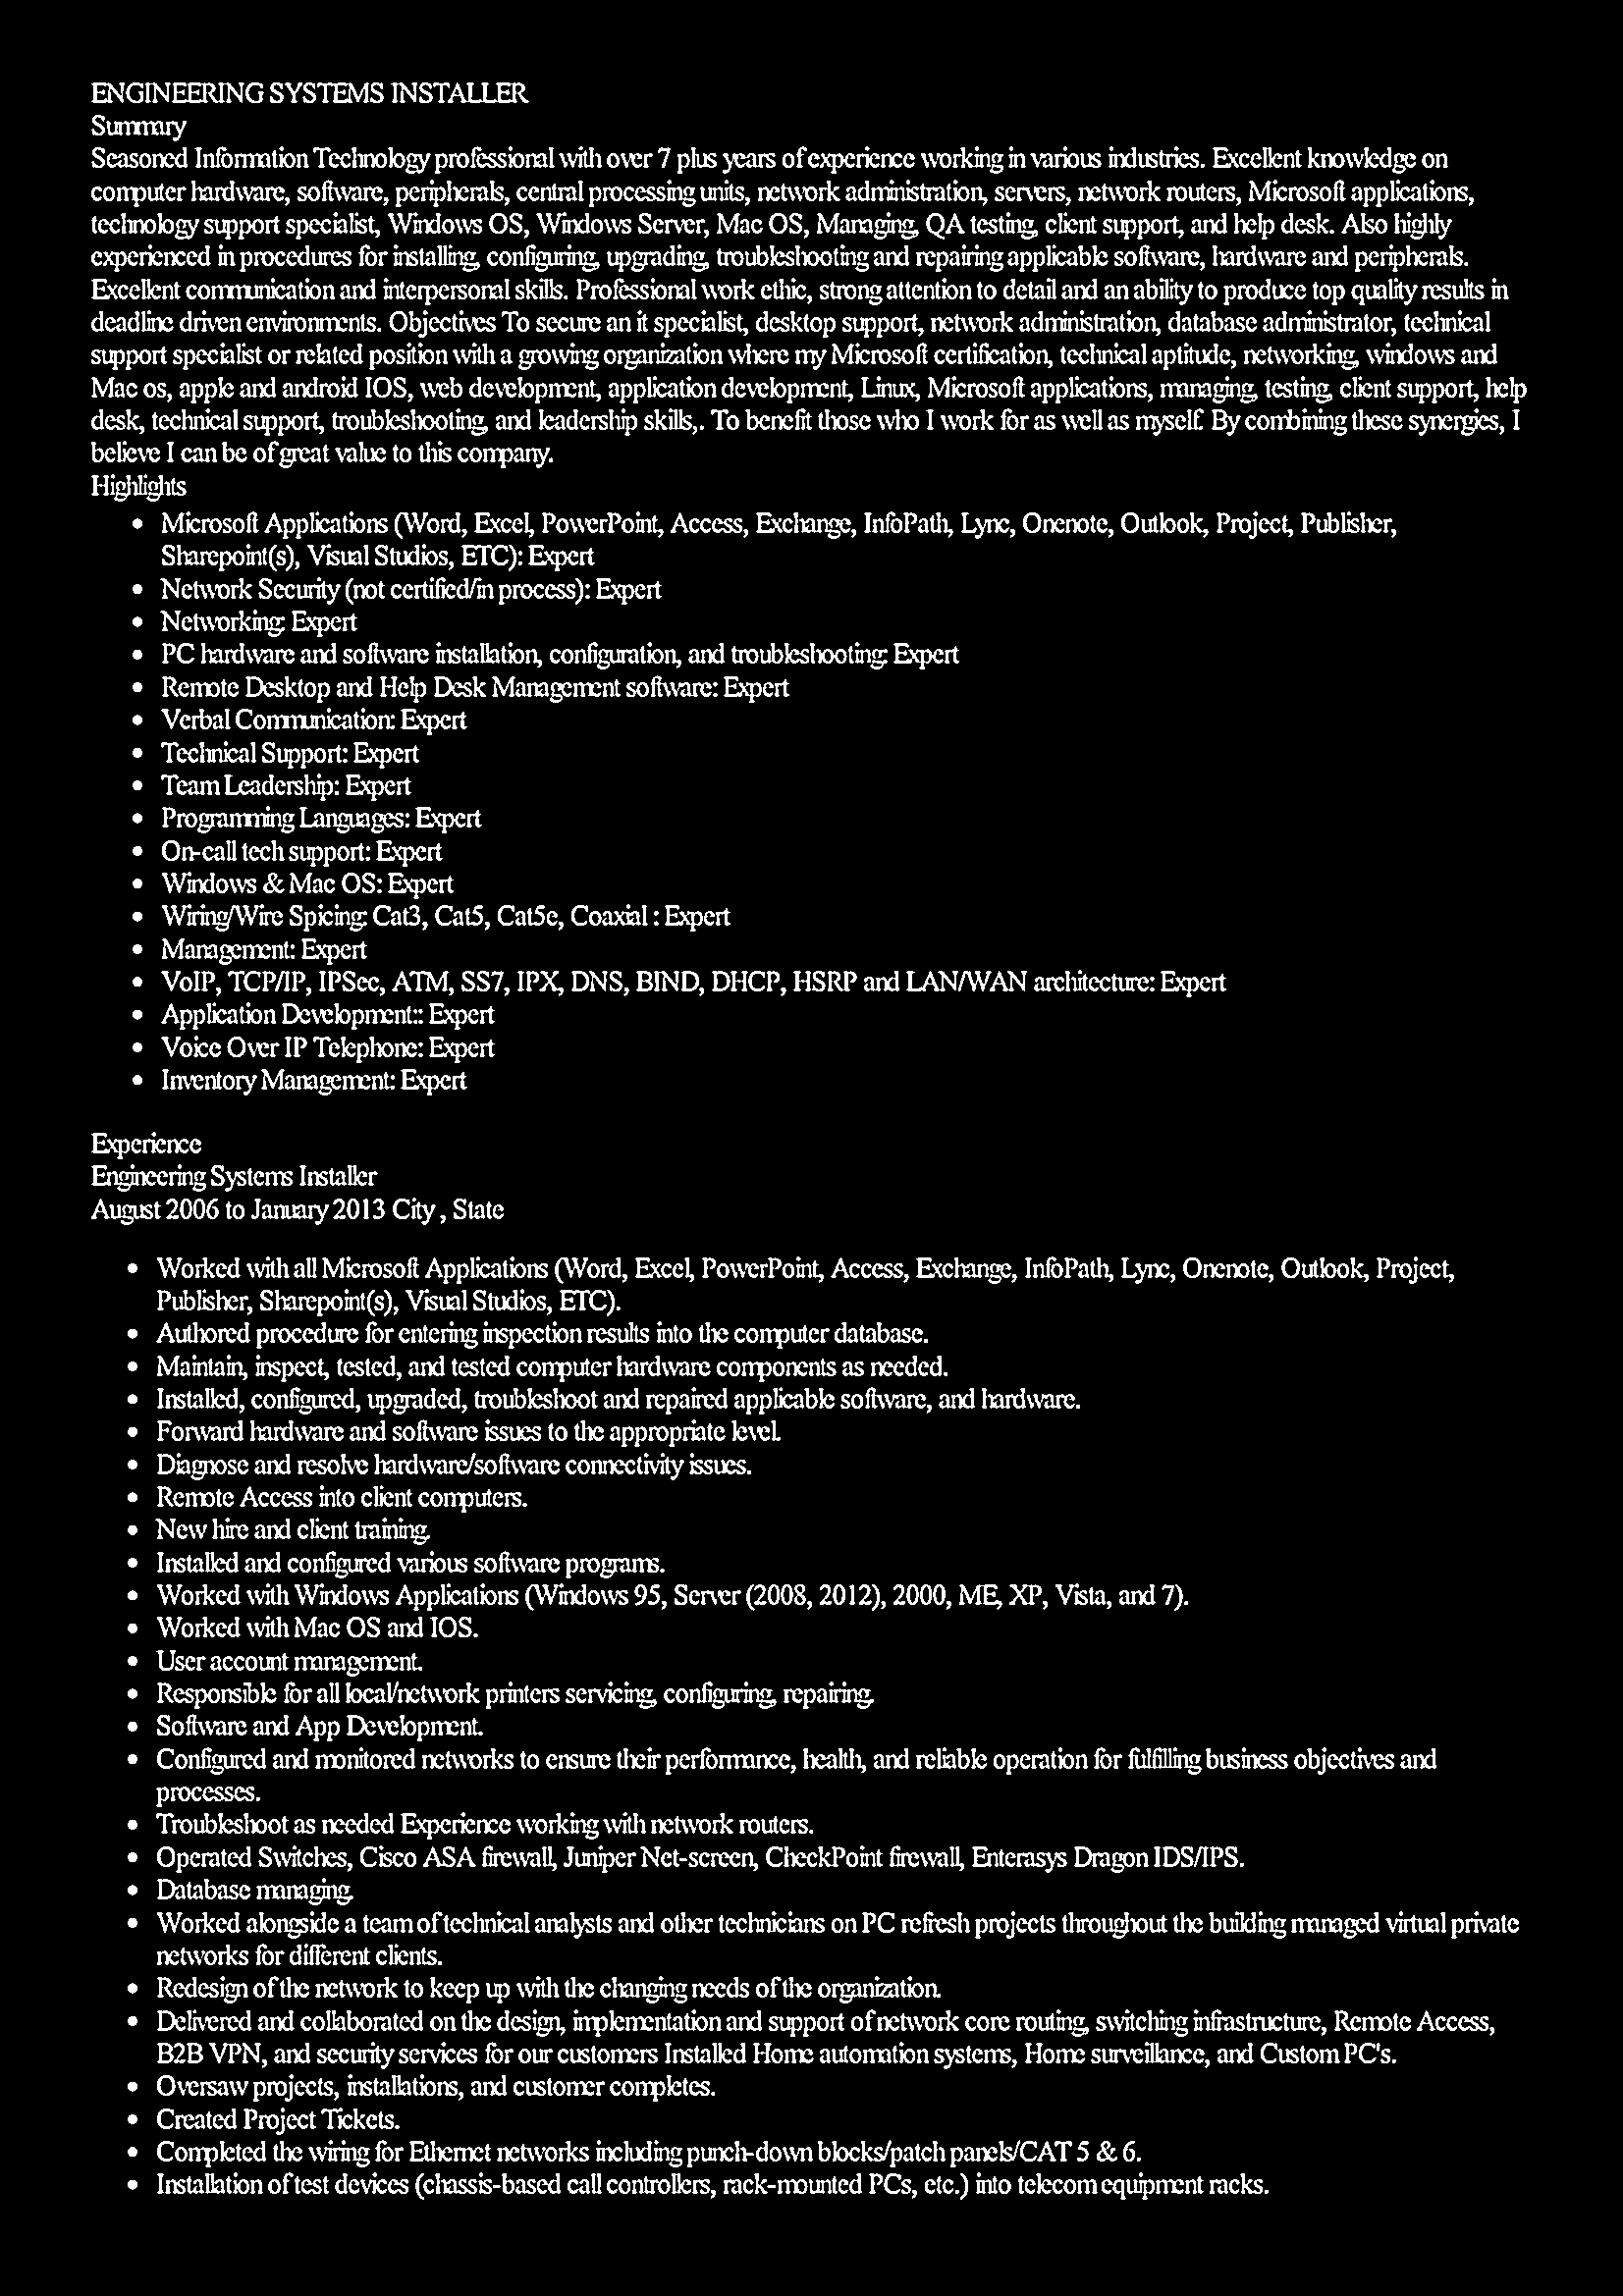 ENGINEERING SYSTEMS INSTALLER
Summary
Seasoned Information Technology professional with over 7 plus years of experience working in various industries. Excellent knowledge on
computer hardware, software, peripherals, central processing units, network administration, servers, network routers, Microsoft applications,
technology support specialist, Windows OS, Windows Server, Mac OS, Managing, QA testing, client support, and help desk. Also highly
experienced in procedures for installing, configuring, upgrading, troubleshooting and repairing applicable software, hardware and peripherals.
Excellent communication and interpersonal skills. Professional work ethic, strong attention to detail and an ability to produce top quality results in
deadline driven environments. Objectives To secure an it specialist, desktop support, network administration, database administrator, technical
support specialist or related position with a growing organization where my Microsoft certification, technical aptitude, networking, windows and
Mac os, apple and android IOS, web development, application development, Linux, Microsoft applications, managing, testing, client support, help
desk, technical support, troubleshooting, and leadership skills,. To benefit those who I work for as well as myself. By combining these synergies, I
believe I can be of great value to this company.
Highlights
• Microsoft Applications (Word, Excel, PowerPoint, Access, Exchange, InfoPath, Lync, Onenote, Outlook, Project, Publisher,
Sharepoint(s), Visual Studios, ETC): Expert
• Network Security (not certified/in process): Expert
• Networking: Expert
• PC hardware and software installation, configuration, and troubleshooting: Expert
• Remote Desktop and Help Desk Management software: Expert
• Verbal Communication: Expert
• Technical Support: Expert
• Team Leadership: Expert
• Programming Languages: Expert
• On-call tech support: Expert
• Windows & Mac OS: Expert
• Wiring/Wire Spicing: Cat3, Cat5, Cat5e, Coaxial : Expert
• Management: Expert
• VoIP, TCP/IP, IPSec, ATM, SS7, IPX, DNS, BIND, DHCP, HSRP and LAN/WAN architecture: Expert
• Application Development:: Expert
• Voice Over IP Telephone: Expert
• Inventory Management: Expert
Experience
Engineering Systems Installer
August 2006 to January 2013 City , State
• Worked with all Microsoft Applications (Word, Excel, PowerPoint, Access, Exchange, InfoPath, Lync, Onenote, Outlook, Project,
Publisher, Sharepoint(s), Visual Studios, ETC).
• Authored procedure for entering inspection results into the computer database.
• Maintain, inspect, tested, and tested computer hardware components as needed.
• Installed, configured, upgraded, troubleshoot and repaired applicable software, and hardware.
• Forward hardware and software issues to the appropriate level.
• Diagnose and resolve hardware/software connectivity issues.
• Remote Access into client computers.
• New hire and client training.
• Installed and configured various software programs.
• Worked with Windows Applications (Windows 95, Server (2008, 2012), 2000, ME, XP, Vista, and 7).
• Worked with Mac OS and IOS.
• User account management.
• Responsible for all local/network printers servicing, configuring, repairing.
• Software and App Development.
• Configured and monitored networks to ensure their performance, health, and reliable operation for fulfilling business objectives and
processes.
• Troubleshoot as needed Experience working with network routers.
• Operated Switches, Cisco ASA firewall, Juniper Net-screen, CheckPoint firewall, Enterasys Dragon IDS/IPS.
• Database managing.
• Worked alongside a team of technical analysts and other technicians on PC refresh projects throughout the building managed virtual private
networks for different clients.
• Redesign of the network to keep up with the changing needs of the organization.
• Delivered and collaborated on the design, implementation and support of network core routing, switching infrastructure, Remote Access,
B2B VPN, and security services for our customers Installed Home automation systems, Home surveillance, and Custom PC's.
• Oversaw projects, installations, and customer completes.
• Created Project Tickets.
• Completed the wiring for Ethernet networks including punch-down blocks/patch panels/CAT 5 & 6.
• Installation of test devices (chassis-based call controllers, rack-mounted PCs, etc.) into telecom equipment racks.